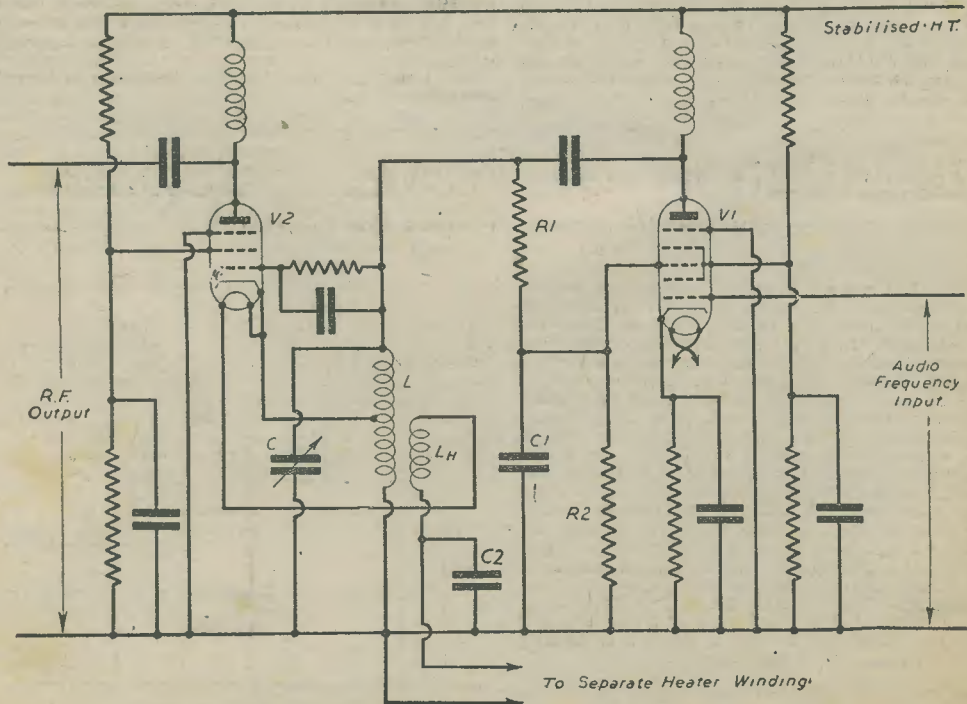 Stabilised·H.T.
V2
V1
R1
R.F.
Output
L
C
LH
C1
R2
C2
Audio
Frequency
Input
To Separate Heater Winding